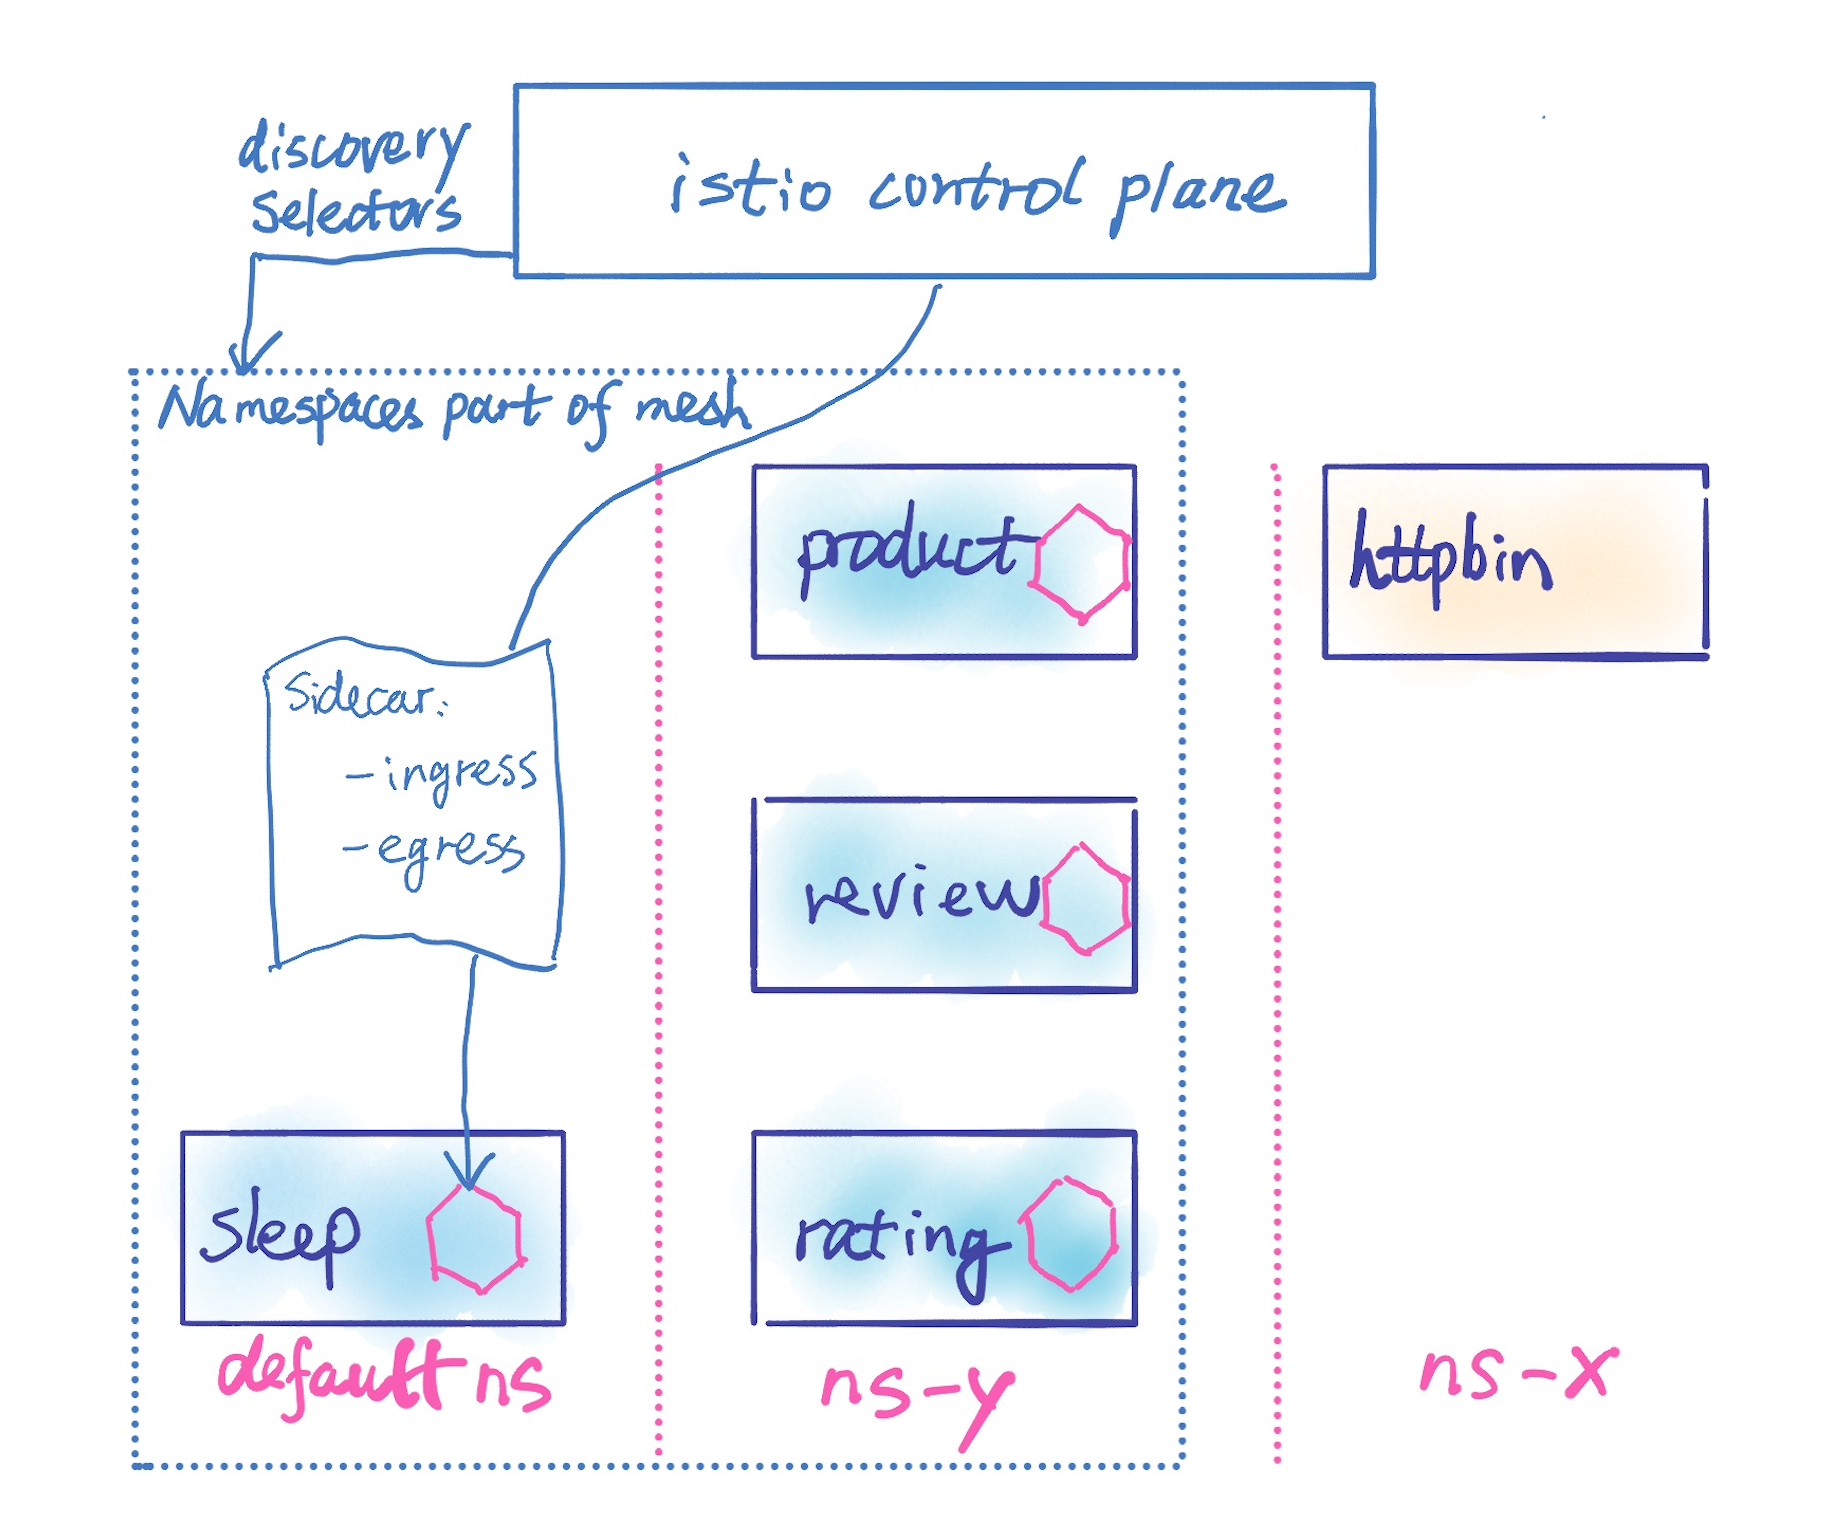 discovery
selectors
istio control plane
Namespaces part of mesh
product
httpbin
Sidecar:
-ingress
-egress
review
sleep
rating
default ns
ns-y
ns-x